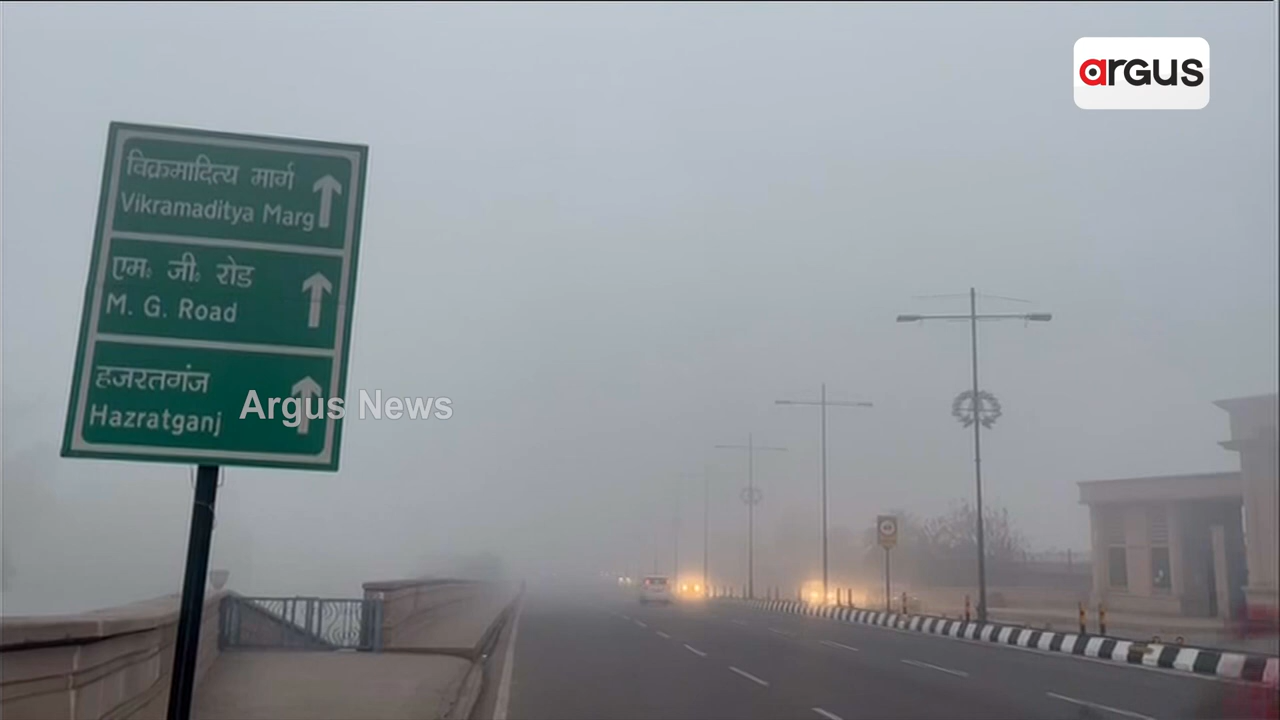 argus
विक्रमादित्य मार्ग
Vikramaditya Marg
एम॰ जी॰ रोड
M. G. Road
हजरतगंज
Hazratganj
Argus News